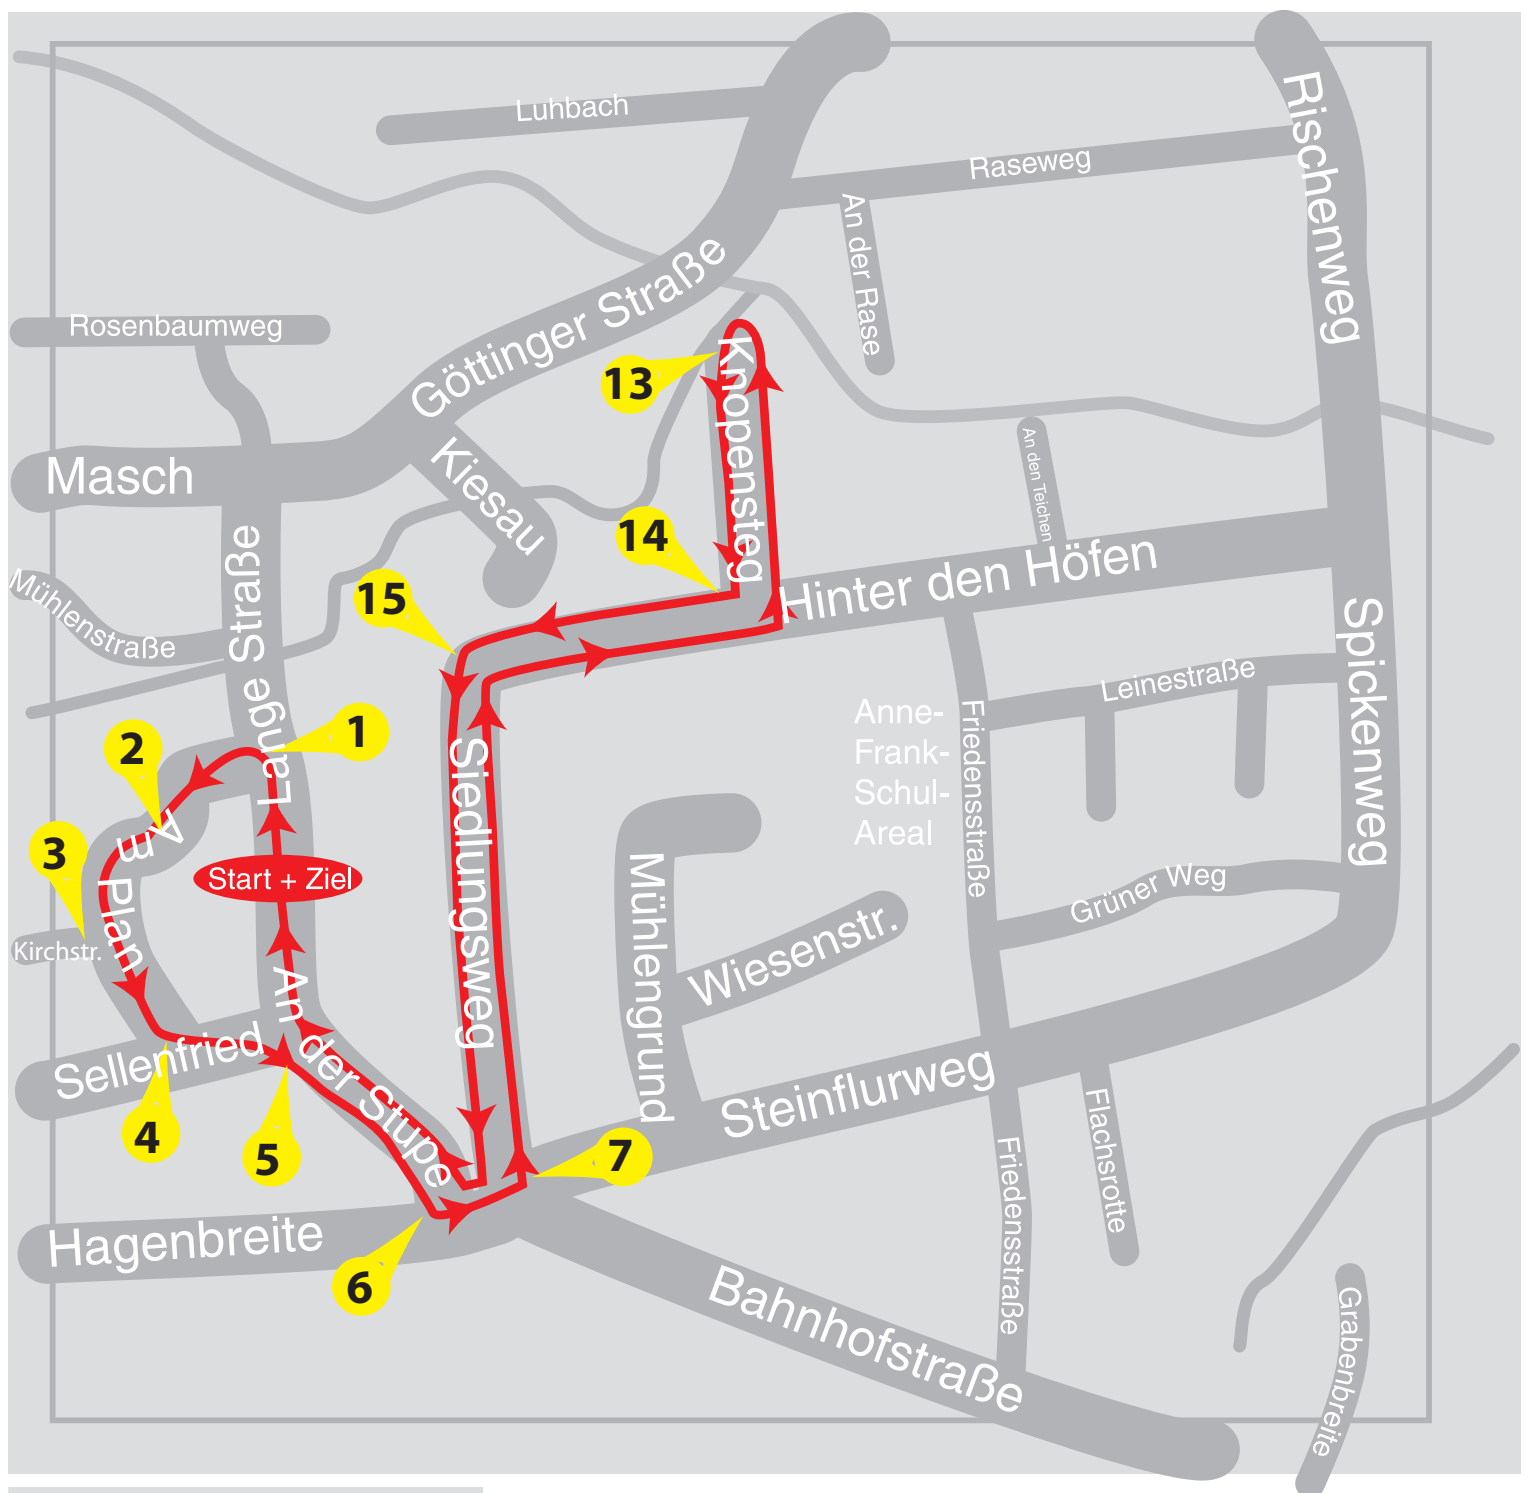 Luhbach
Rischenweg
Raseweg
An der Rase
Göttinger Straße
Rosenbaumweg
Knopensteg
13
Masch
Kiesau
An den Teichen
14
Hinter den Höfen
Mühlenstraße
Lange Straße
15
Spickenweg
Leinestraße
Anne-
Frank-
Schul-
Areal
Friedensstraße
1
2
Siedlungsweg
3
Am Plan
Start + Ziel
Mühlengrund
Grüner Weg
Wiesenstr.
Kirchstr.
An der Stupe
Sellenfried
Steinflurweg
4
5
7
Flachsrotte
Friedensstraße
Hagenbreite
6
Bahnhofstraße
Grabenbreite